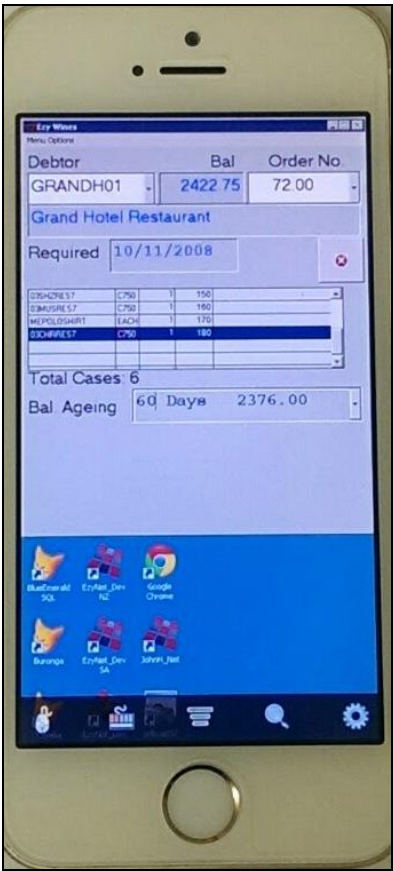 Ezy Wines
Menu Options
Debtor Bal Order No.
GRANDH01 2422.75 72.00
Grand Hotel Restaurant
Required 10/11/2008
03SHZRES7 C750 1 150
03MUSRES7 C750 1 160
MEPOLOSHIRT EACH 1 170
03CHRRES7 C750 1 180
Total Cases: 6
Bal. Ageing 60 Days 2376.00
BlueEmerald SQL
EzyNet_Dev NZ
Google Chrome
Buronga
EzyNet_Dev SA
JohnH_Net